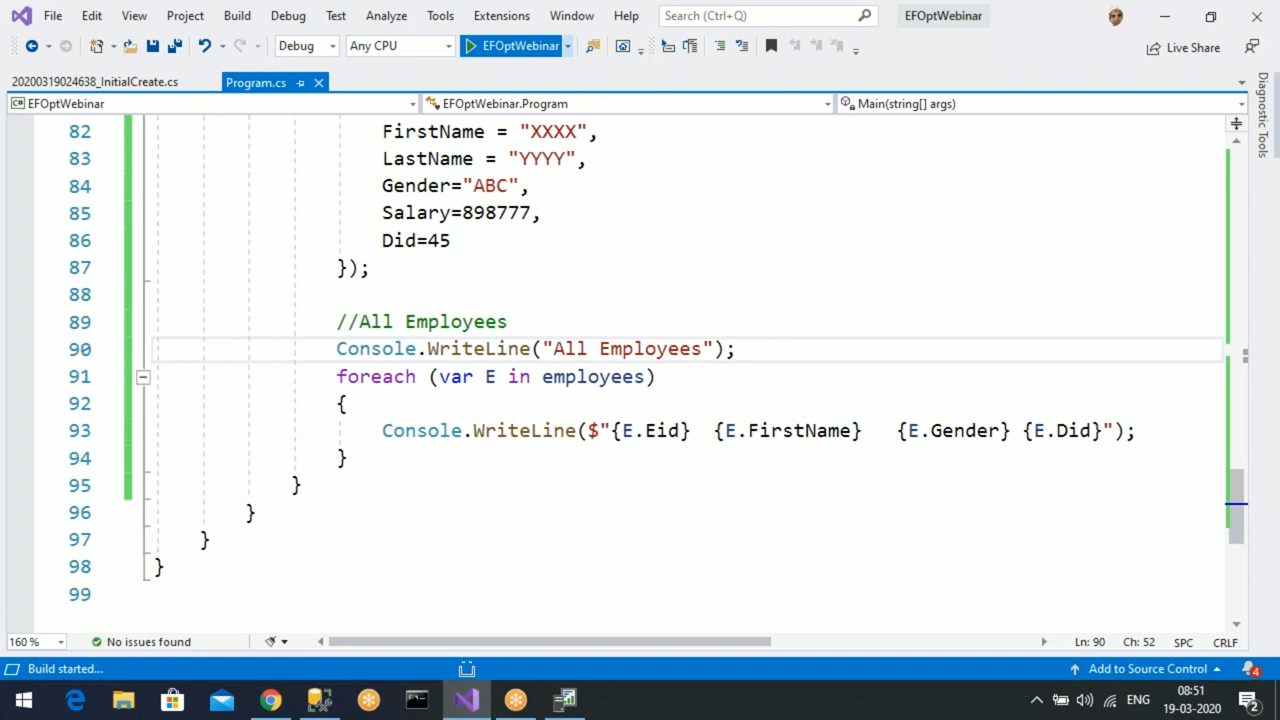 File Edit View Project Build Debug Test Analyze Tools Extensions Window Help Search (Ctrl+Q) EFOptWebinar
Debug Any CPU EFOptWebinar Live Share
20200319024638_InitialCreate.cs Program.cs
EFOptWebinar EFOptWebinar.Program Main(string[] args)
Diagnostic Tools
82 FirstName = "XXXX",
83 LastName = "YYYY",
84 Gender="ABC",
85 Salary=898777,
86 Did=45
87 });
88
89 //All Employees
90 Console.WriteLine("All Employees");
91 foreach (var E in employees)
92 {
93 Console.WriteLine($"{E.Eid}  {E.FirstName}   {E.Gender} {E.Did}");
94 }
95 }
96 }
97 }
98 }
99
160 % No issues found Ln: 90 Ch: 52 SPC CRLF
Build started... Add to Source Control 4
ENG 08:51
19-03-2020 2